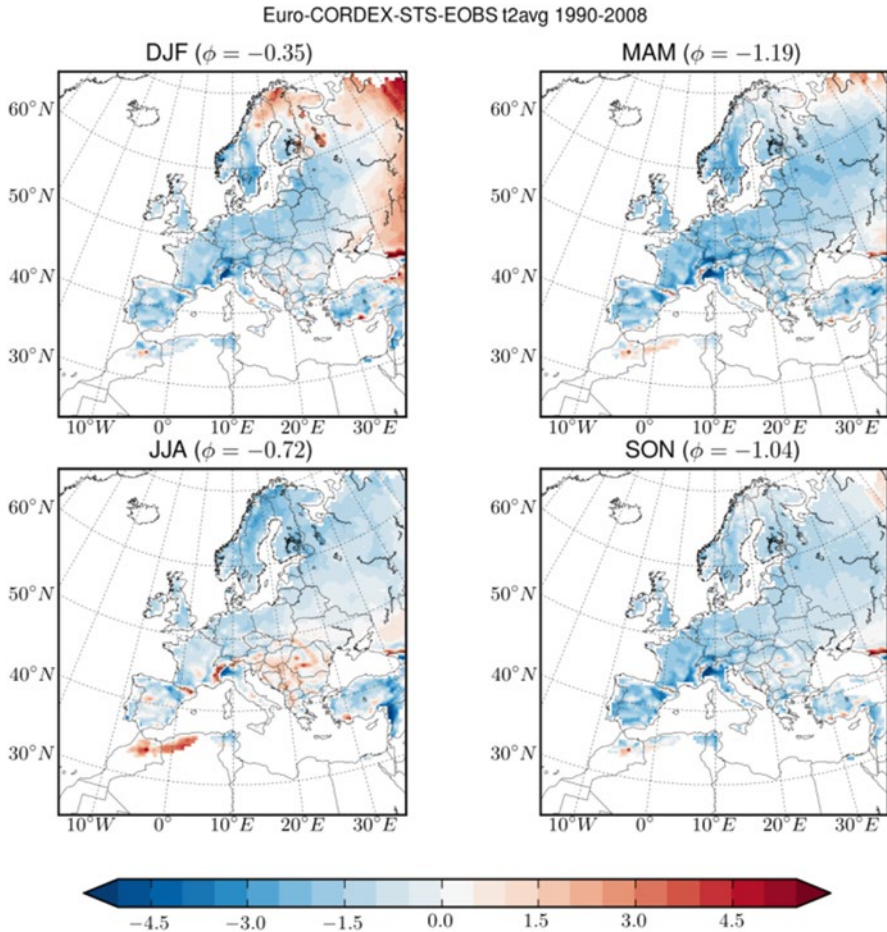 Euro-CORDEX-STS-EOBS t2avg 1990-2008
DJF (ϕ = −0.35)
MAM (ϕ = −1.19)
60°N
50°N
40°N
30°N
10°W 0° 10°E 20°E 30°E
60°N
50°N
40°N
30°N
10°W 0° 10°E 20°E 30°E
JJA (ϕ = −0.72)
SON (ϕ = −1.04)
60°N
50°N
40°N
30°N
10°W 0° 10°E 20°E 30°E
60°N
50°N
40°N
30°N
10°W 0° 10°E 20°E 30°E
−4.5 −3.0 −1.5 0.0 1.5 3.0 4.5